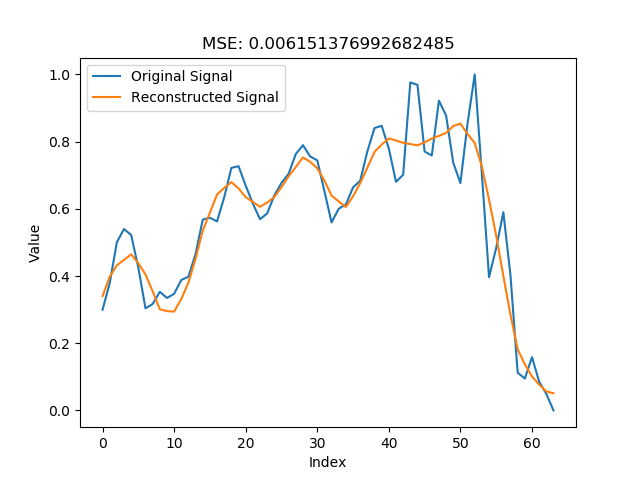 MSE: 0.006151376992682485
Original Signal
Reconstructed Signal
1.0
0.8
0.6
0.4
0.2
0.0
Value
0 10 20 30 40 50 60
Index